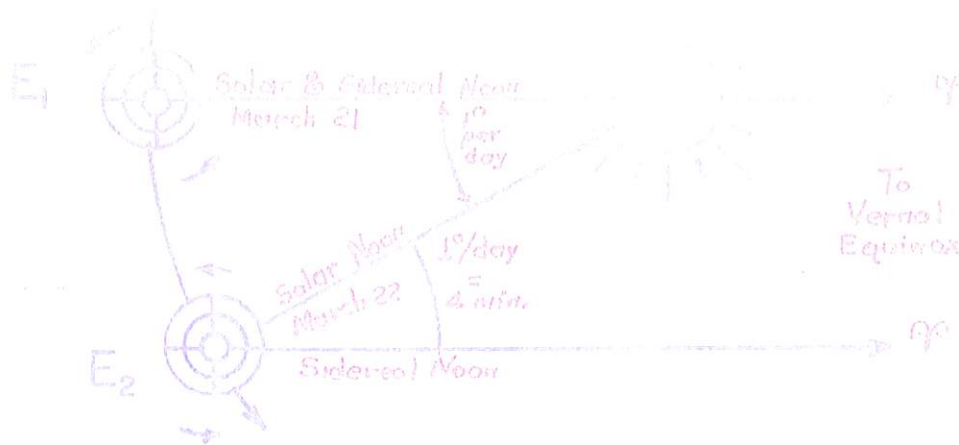 E₁
Solar & Sidereal Noon
March 21
1°
per
day
To
Vernal
Equinox
Solar Noon
March 22
1°/day
=
4 min.
♈
♈
Sidereal Noon
E₂